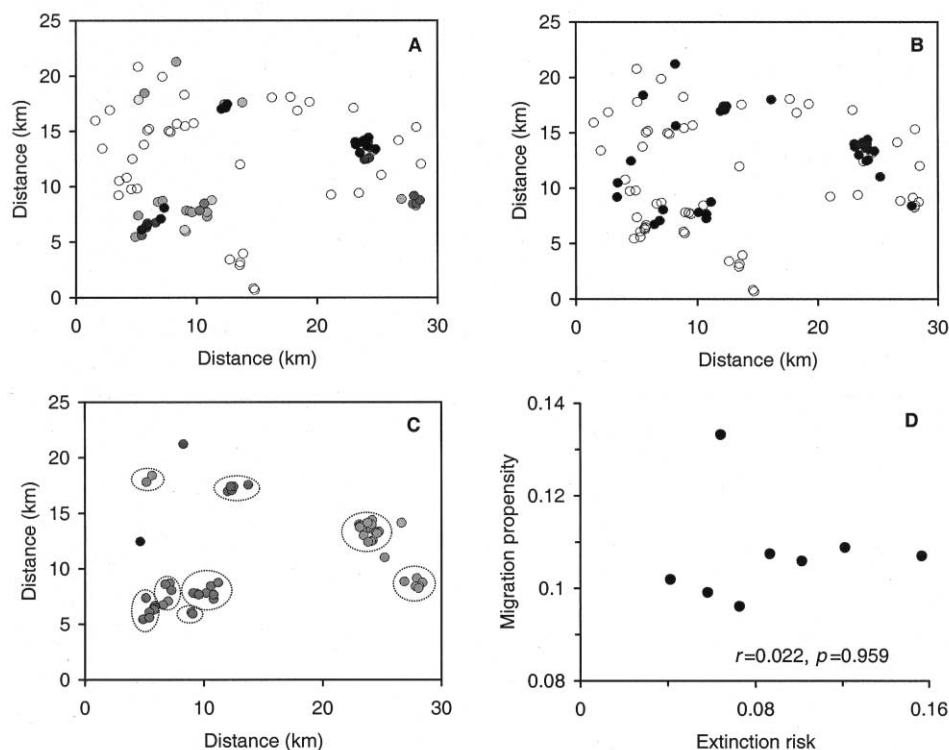 A
B
25
20
15
10
5
0
Distance (km)
0 10 20 30
Distance (km)
25
20
15
10
5
0
Distance (km)
0 10 20 30
Distance (km)
C
D
25
20
15
10
5
0
Distance (km)
0 10 20 30
Distance (km)
0.14
0.12
0.1
0.08
Migration propensity
r=0.022, p=0.959
0 0.08 0.16
Extinction risk